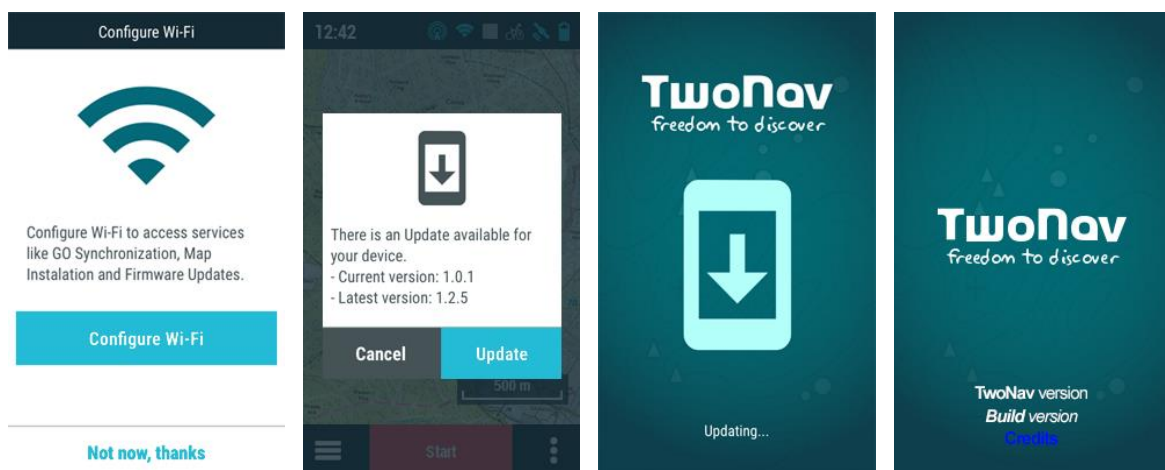 Configure Wi-Fi
Configure Wi-Fi to access services
like GO Synchronization, Map
Instalation and Firmware Updates.
Configure Wi-Fi
Not now, thanks
12:42
There is an Update available for
your device.
- Current version: 1.0.1
- Latest version: 1.2.5
Cancel
Update
500 m
Start
TwoNav
freedom to discover
Updating...
TwoNav
freedom to discover
TwoNav version
Build version
Credits